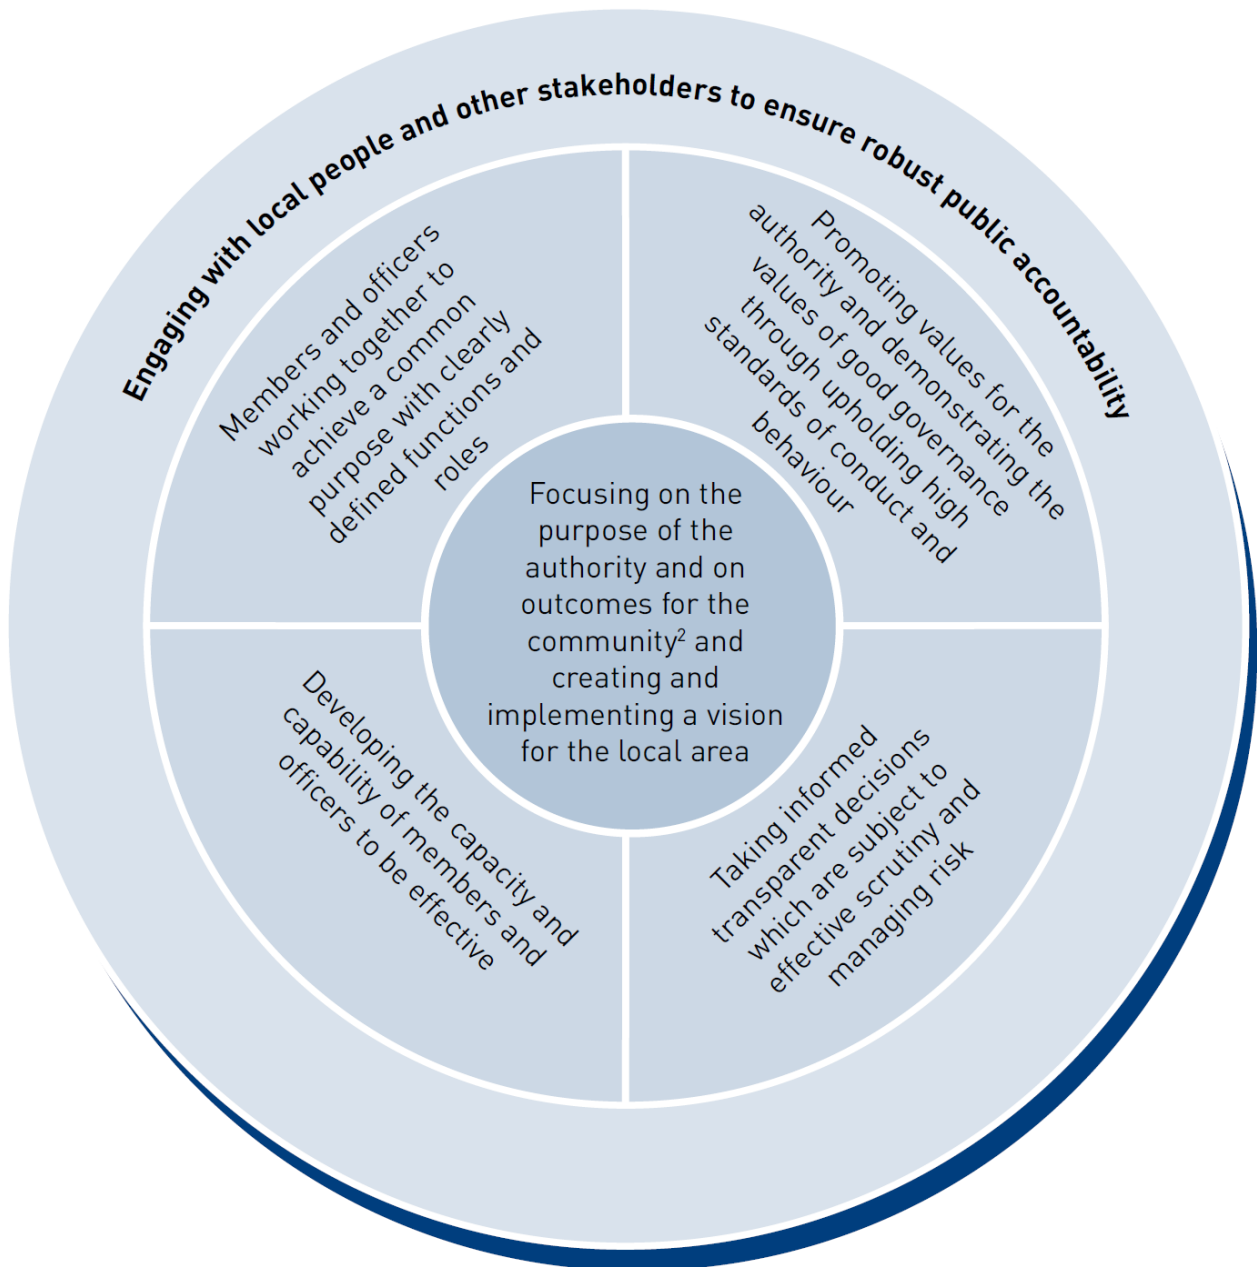 Engaging with local people and other stakeholders to ensure robust public accountability
Members and officers
working together to
achieve a common
purpose with clearly
defined functions and
roles
Promoting values for the
authority and demonstrating the
values of good governance
through upholding high
standards of conduct and
behaviour
Focusing on the
purpose of the
authority and on
outcomes for the
community² and
creating and
implementing a vision
for the local area
Developing the capacity and
capability of members and
officers to be effective
Taking informed
transparent decisions
which are subject to
effective scrutiny and
managing risk